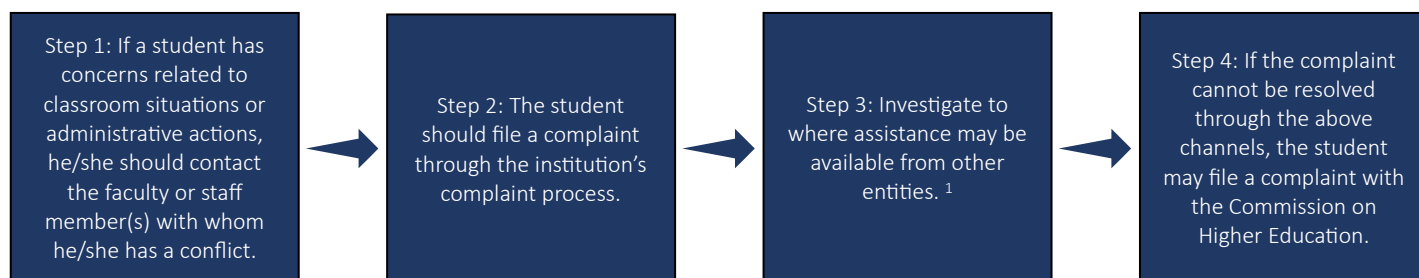 Step 1: If a student has
concerns related to
classroom situations or
administrative actions,
he/she should contact
the faculty or staff
member(s) with whom
he/she has a conflict.
Step 2: The student
should file a complaint
through the institution’s
complaint process.
Step 3: Investigate to
where assistance may be
available from other
entities. 1
Step 4: If the complaint
cannot be resolved
through the above
channels, the student
may file a complaint with
the Commission on
Higher Education.